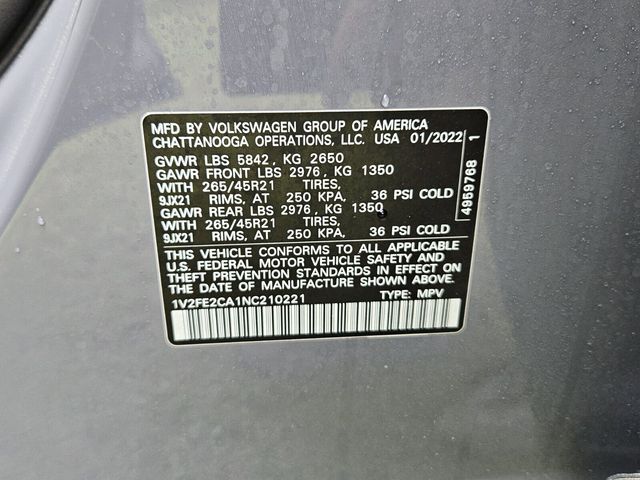 MFD BY VOLKSWAGEN GROUP OF AMERICA
CHATTANOOGA OPERATIONS, LLC. USA 01/2022
GVWR LBS 5842, KG 2650
GAWR FRONT LBS 2976, KG 1350
WITH 265/45R21 TIRES,
9JX21 RIMS, AT 250 KPA, 36 PSI COLD
GAWR REAR LBS 2976, KG 1350
WITH 265/45R21 TIRES,
9JX21 RIMS, AT 250 KPA, 36 PSI COLD
THIS VEHICLE CONFORMS TO ALL APPLICABLE
U.S. FEDERAL MOTOR VEHICLE SAFETY AND
THEFT PREVENTION STANDARDS IN EFFECT ON
THE DATE OF MANUFACTURE SHOWN ABOVE.
1V2FE2CA1NC210221 TYPE: MPV
4959768 1